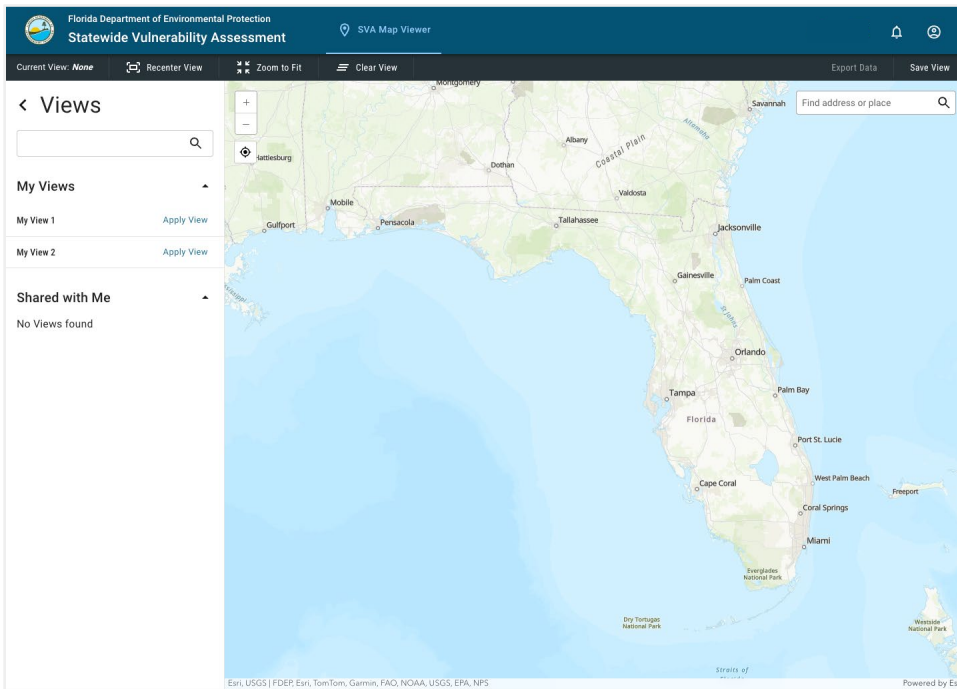 Florida Department of Environmental Protection
Statewide Vulnerability Assessment
SVA Map Viewer
Current View: None
Recenter View
Zoom to Fit
Clear View
Export Data
Save View
Views
My Views
My View 1
Apply View
My View 2
Apply View
Shared with Me
No Views found
+
−
Find address or place
Montgomery
Savannah
Altamaha
Albany
Coastal Plain
Hattiesburg
Dothan
Valdosta
Mobile
Gulfport
Pensacola
Tallahassee
Jacksonville
Gainesville
Palm Coast
St Johns
Orlando
Tampa
Palm Bay
Florida
Port St. Lucie
Cape Coral
West Palm Beach
Freeport
Coral Springs
Miami
Everglades
National Park
Dry Tortugas
National Park
Westside
National Park
Straits of
Esri, USGS | FDEP, Esri, TomTom, Garmin, FAO, NOAA, USGS, EPA, NPS
Powered by Es